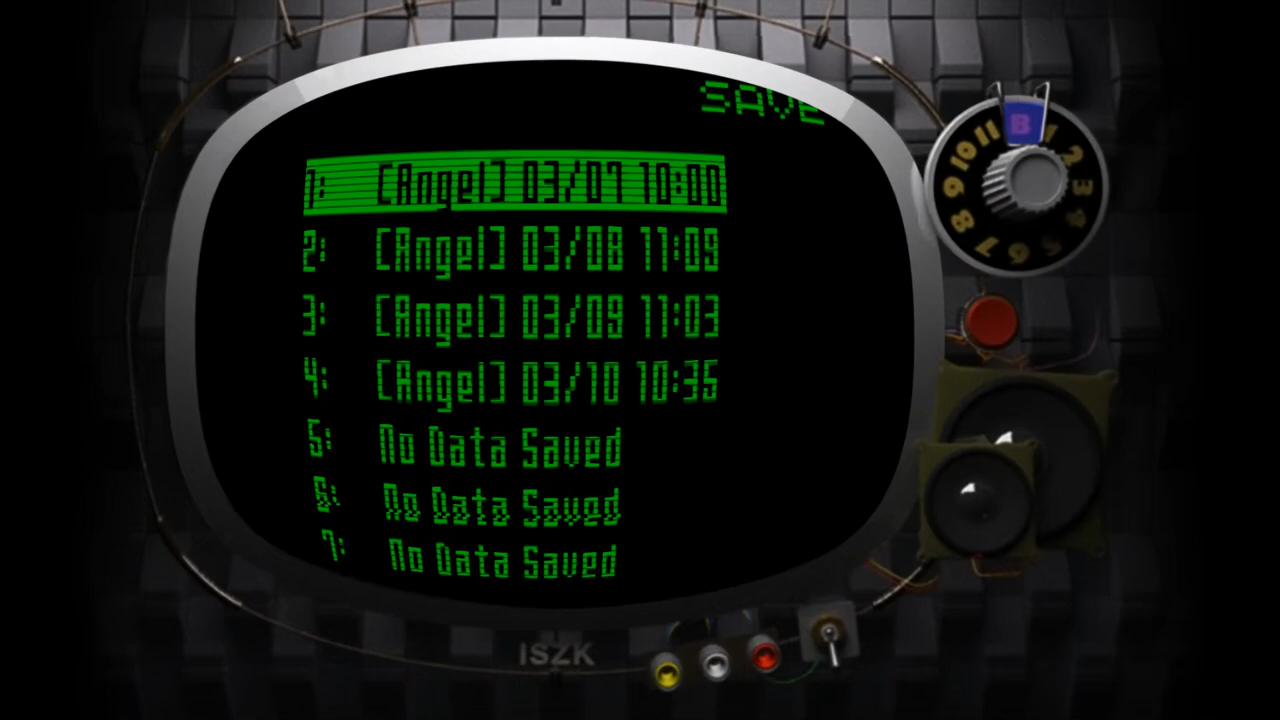 SAVE
1: [Angel] 03/07 10:00
2: [Angel] 03/08 11:09
3: [Angel] 03/09 11:03
4: [Angel] 03/10 10:35
5: No Data Saved
6: No Data Saved
7: No Data Saved
B 1 2 3 4 5 6 7 8 9 10 11
ISZK